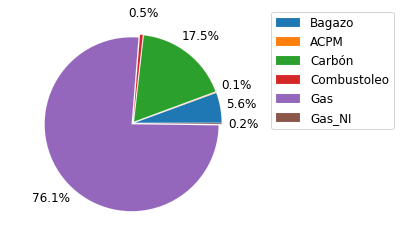 0.5%
17.5%
0.1%
5.6%
0.2%
76.1%
Bagazo
ACPM
Carbón
Combustoleo
Gas
Gas_NI